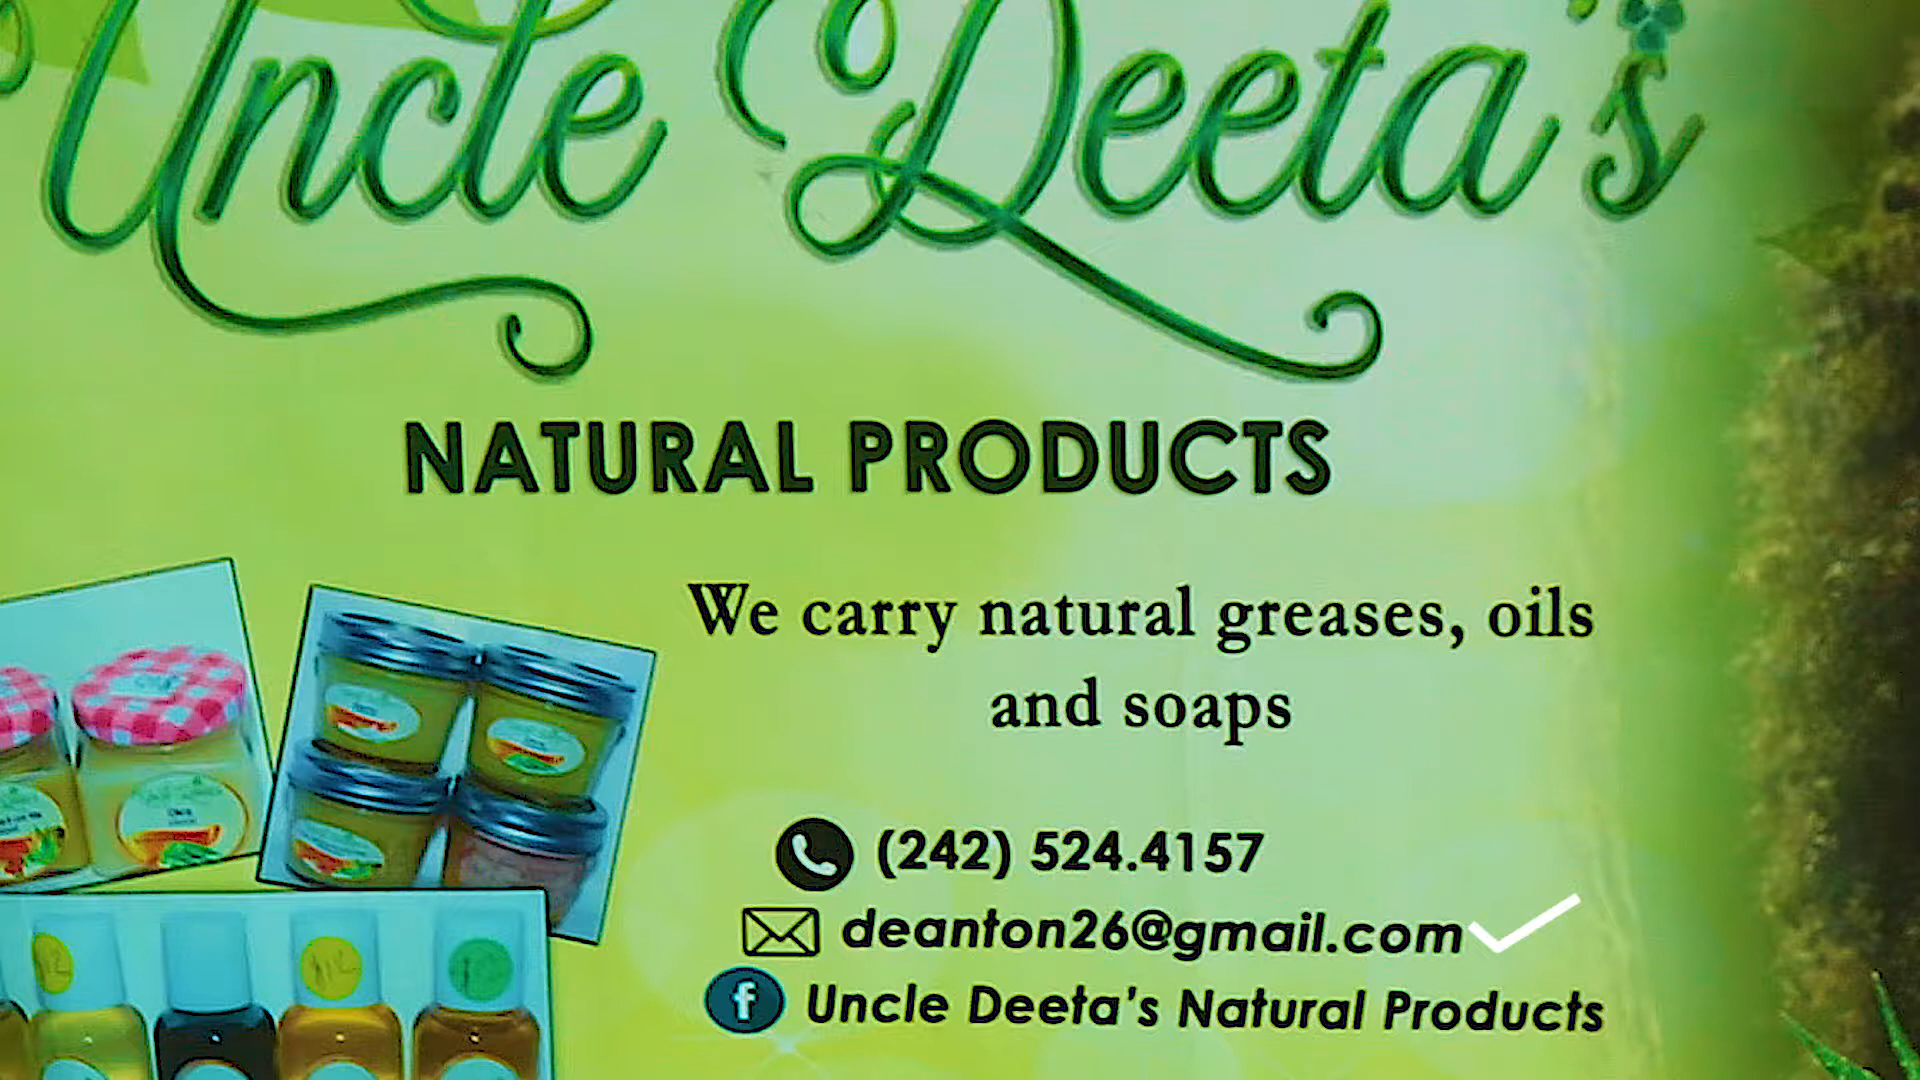 Uncle Deeta's
NATURAL PRODUCTS
We carry natural greases, oils
and soaps
(242) 524.4157
deanton26@gmail.com
f Uncle Deeta's Natural Products